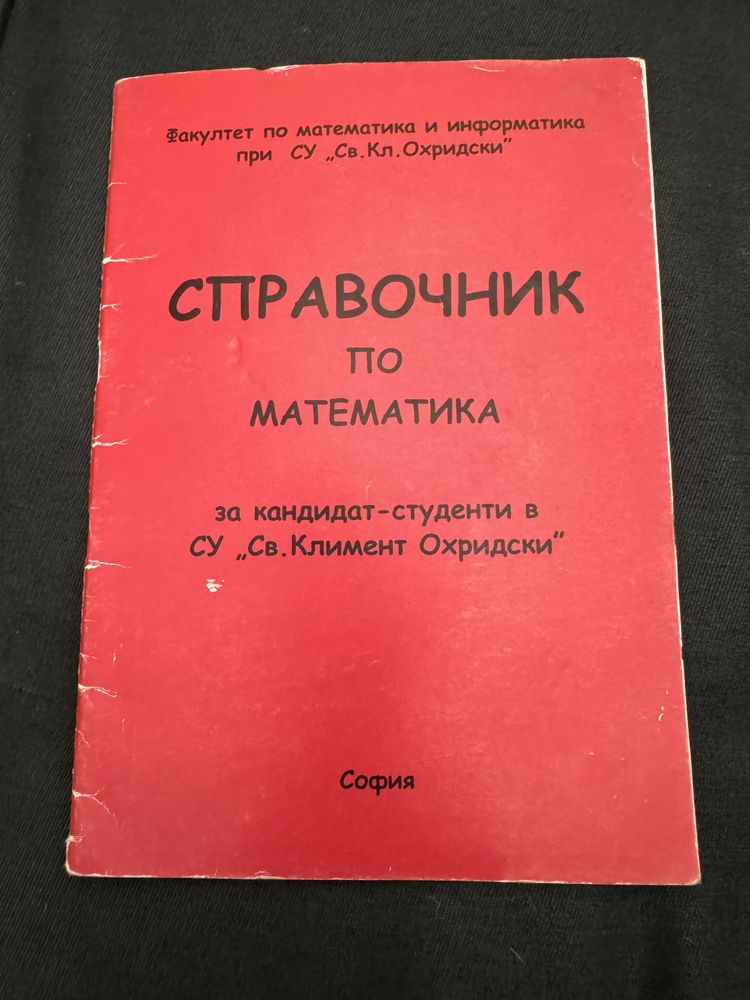 Факултет по математика и информатика
при СУ „Св.Кл.Охридски”
СПРАВОЧНИК
ПО
МАТЕМАТИКА
за кандидат-студенти в
СУ „Св.Климент Охридски”
София